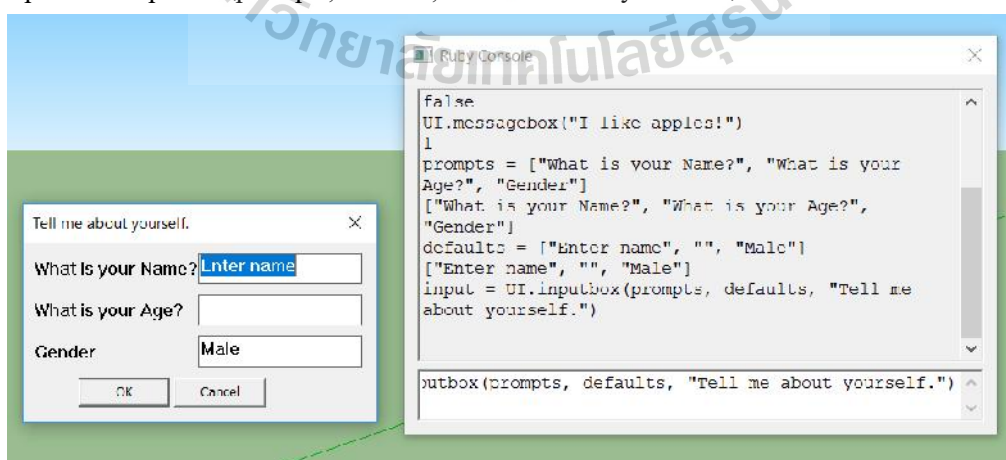 Ruby Console
false
UI.messagebox("I like apples!")
1
prompts = ["What is your Name?", "What is your
Age?", "Gender"]
["What is your Name?", "What is your Age?",
"Gender"]
defaults = ["Enter name", "", "Male"]
["Enter name", "", "Male"]
input = UI.inputbox(prompts, defaults, "Tell me
about yourself.")
utbox(prompts, defaults, "Tell me about yourself.")
Tell me about yourself.
What is your Name? Enter name
What is your Age?
Gender Male
OK Cancel